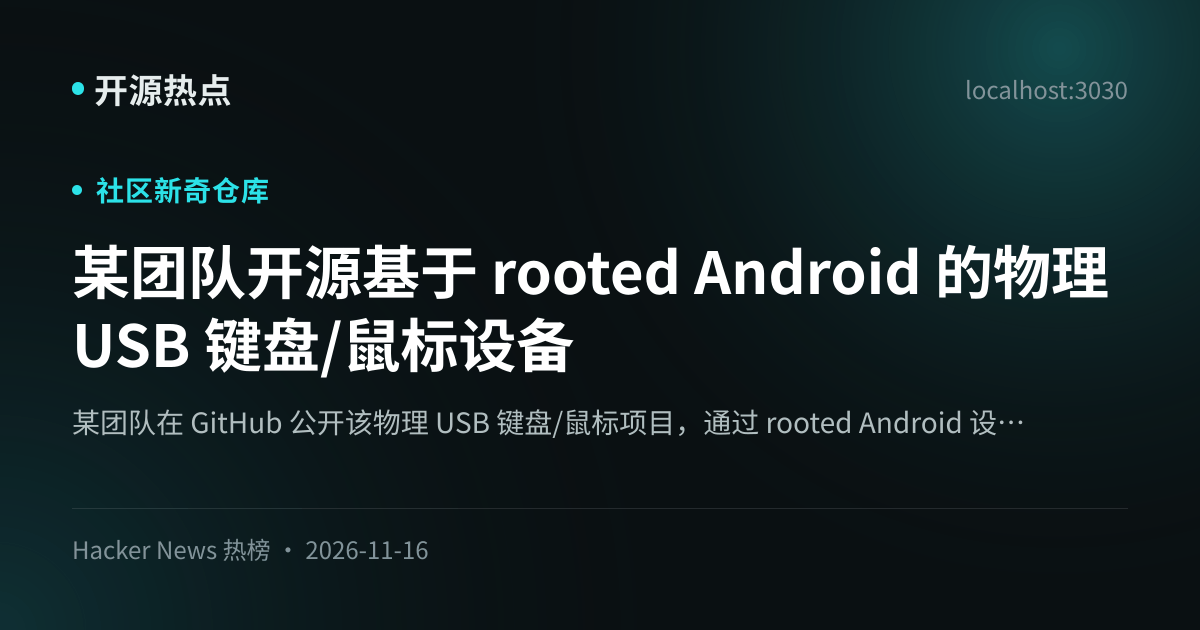 开源热点
localhost:3030
社区新奇仓库
某团队开源基于 rooted Android 的物理
USB 键盘/鼠标设备
某团队在 GitHub 公开该物理 USB 键盘/鼠标项目，通过 rooted Android 设…
Hacker News 热榜 • 2026-11-16